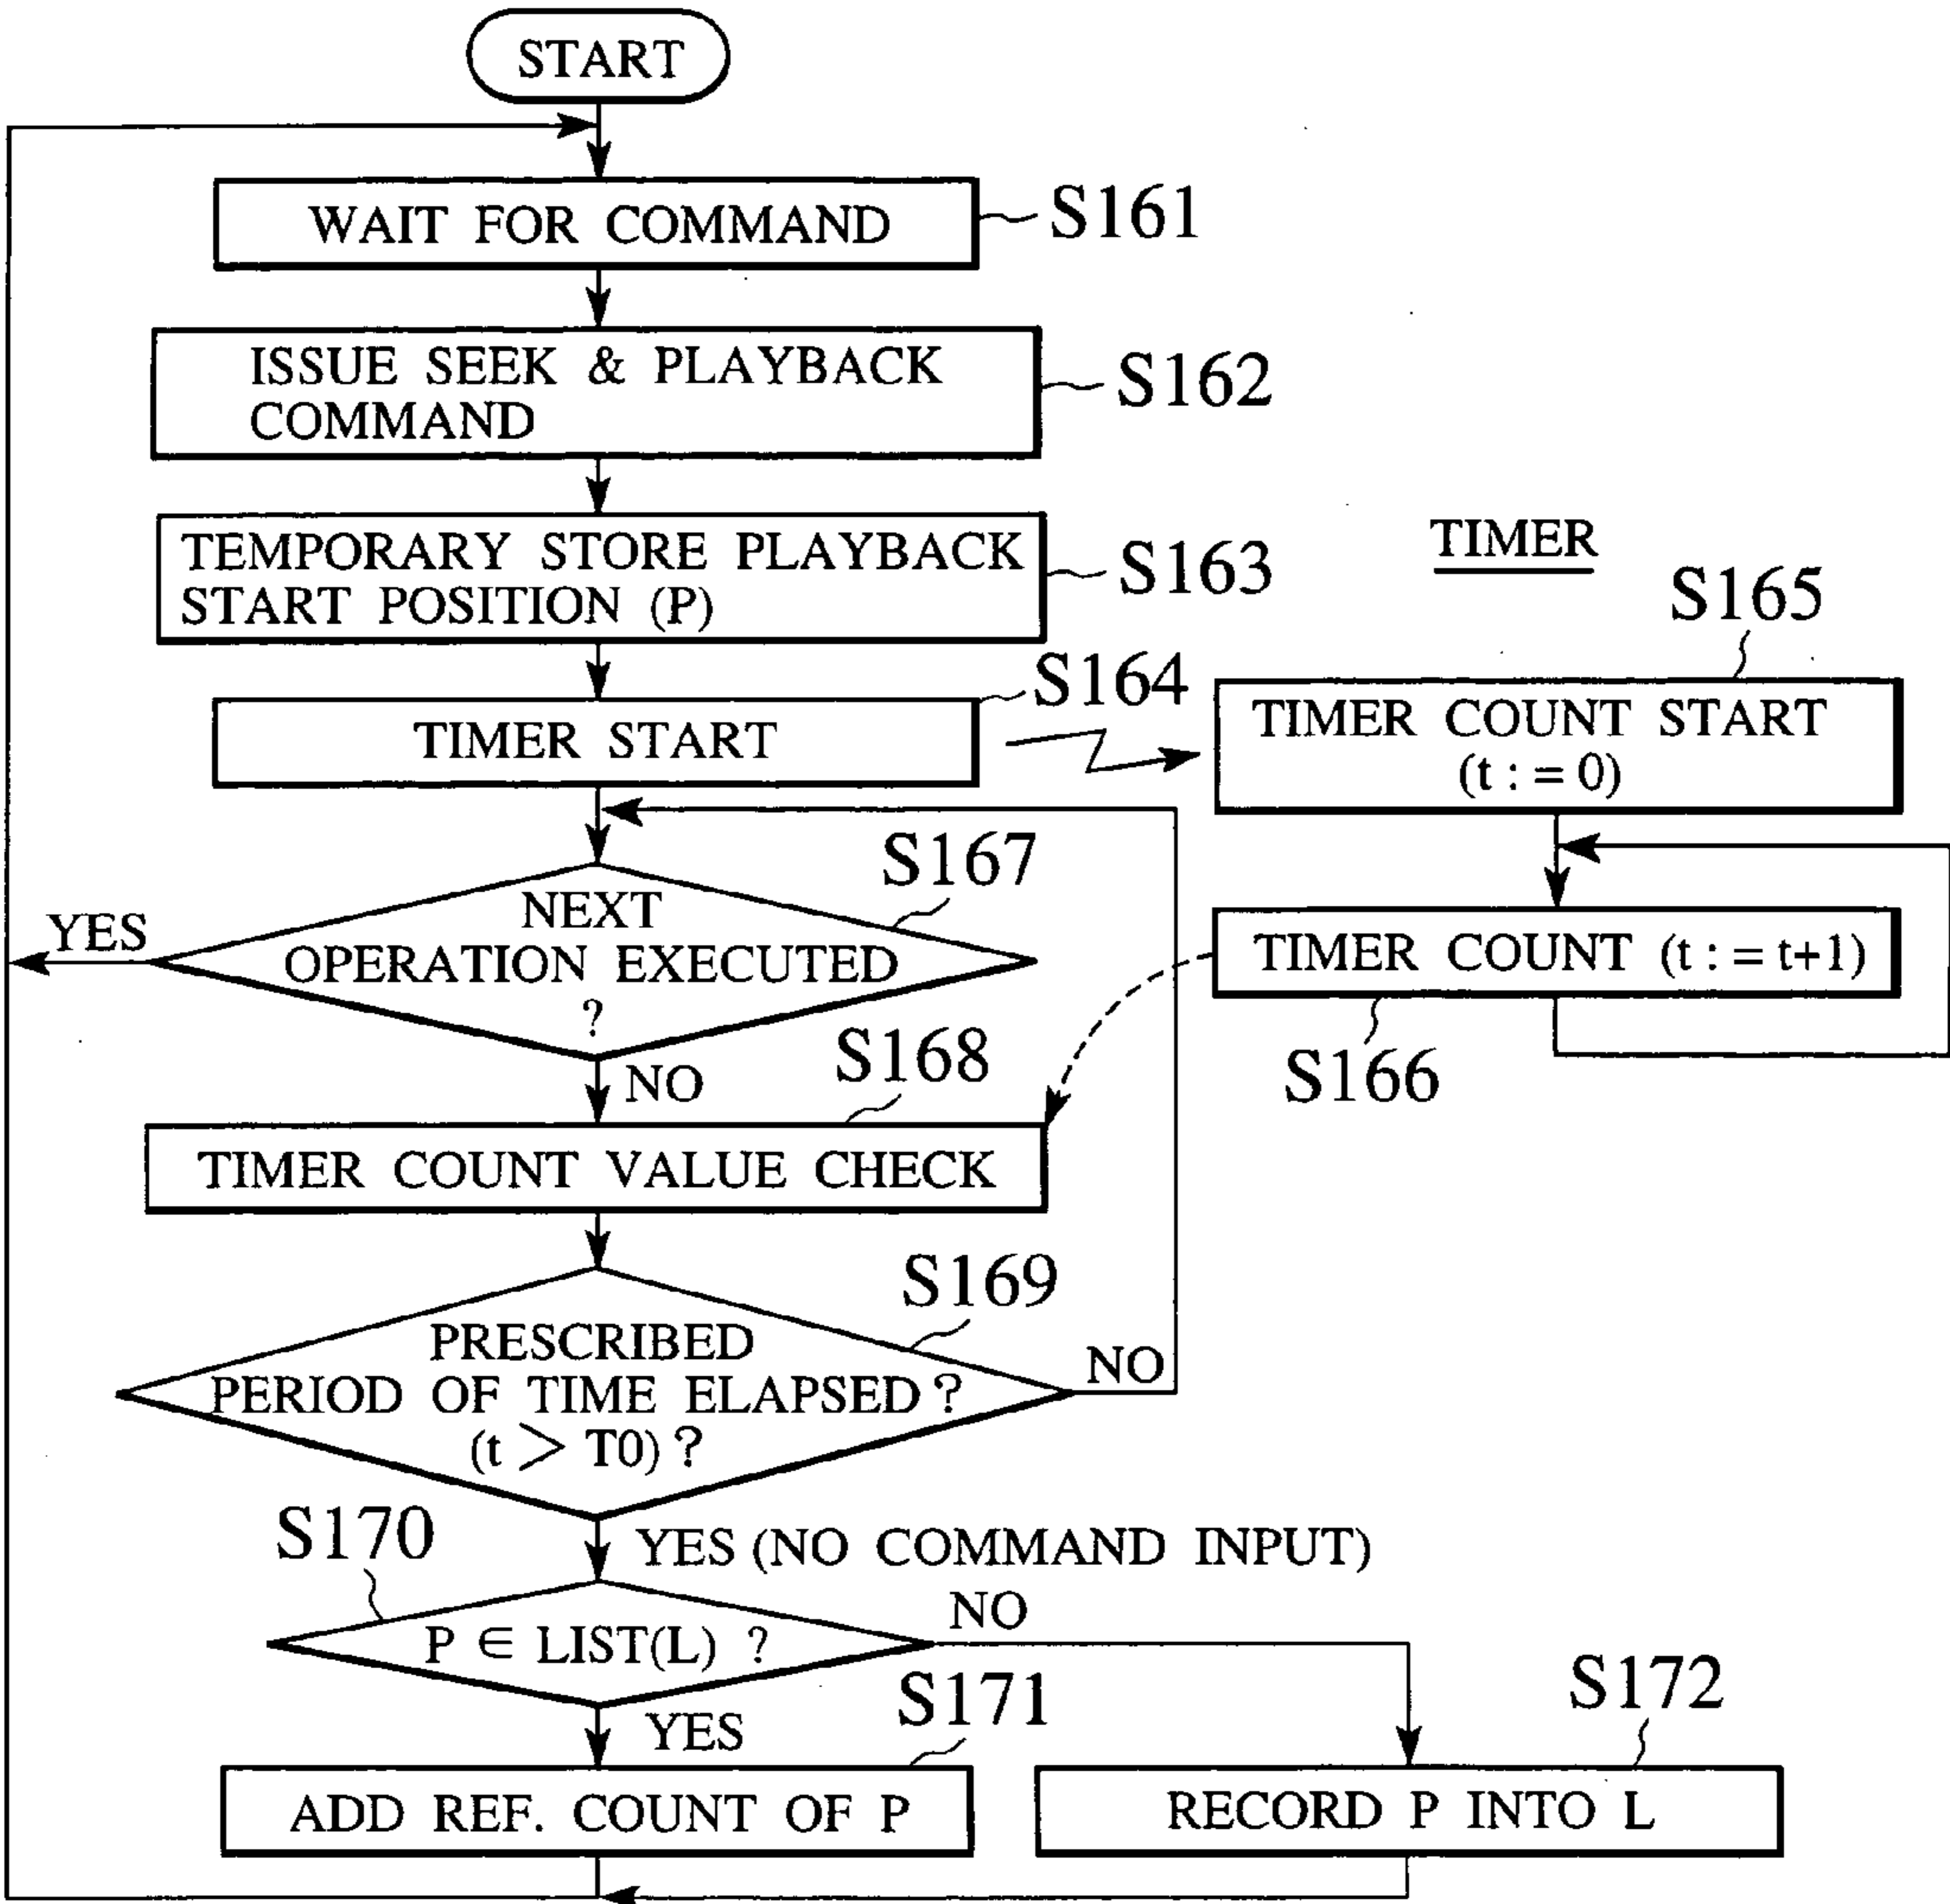 START
WAIT FOR COMMAND
S161
ISSUE SEEK & PLAYBACK
COMMAND
S162
TEMPORARY STORE PLAYBACK
START POSITION (P)
S163
TIMER
S165
S164
TIMER START
TIMER COUNT START
(t : = 0)
S167
NEXT
OPERATION EXECUTED
?
YES
TIMER COUNT (t : = t+1)
S166
NO
S168
TIMER COUNT VALUE CHECK
S169
PRESCRIBED
PERIOD OF TIME ELAPSED ?
(t > T0) ?
NO
S170
YES (NO COMMAND INPUT)
NO
P ∈ LIST(L) ?
S171
S172
YES
ADD REF. COUNT OF P
RECORD P INTO L